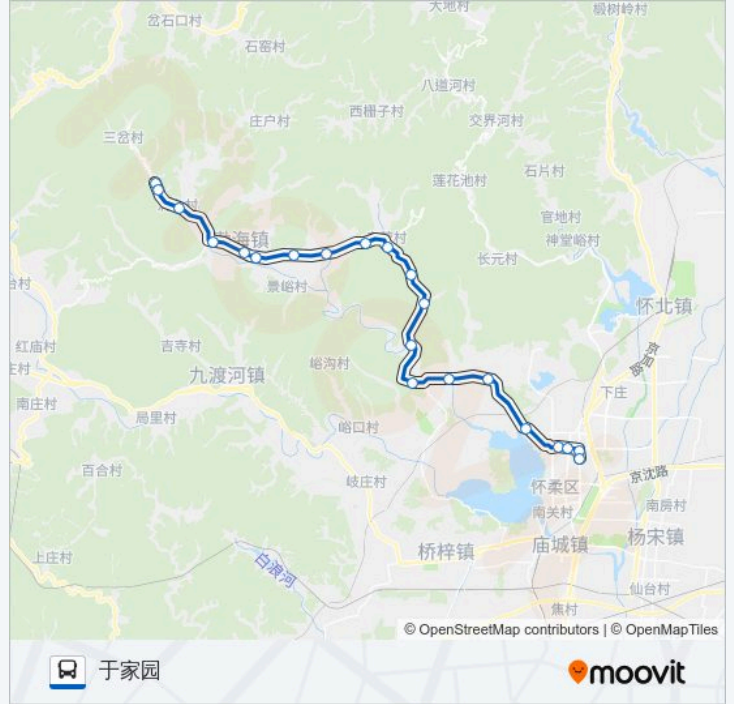 大地村
椴树岭村
岔石口村
石窑村
八道河村
西栅子村
庄户村
交界河村
三岔村
石片村
莲花池村
官地村
神堂峪村
海镇
长元村
景峪村
怀北镇
台村
京凤路
红庙村
吉寺村
峪沟村
庄村
九渡河镇
下庄
南庄村
局里村
峪口村
百合村
岐庄村
京沈路
怀柔区
南房村
南关村
上庄村
桥梓镇
庙城镇
杨宋镇
白浪河
仙台村
焦村
© OpenStreetMap contributors | © OpenMapTiles
于家园
moovit